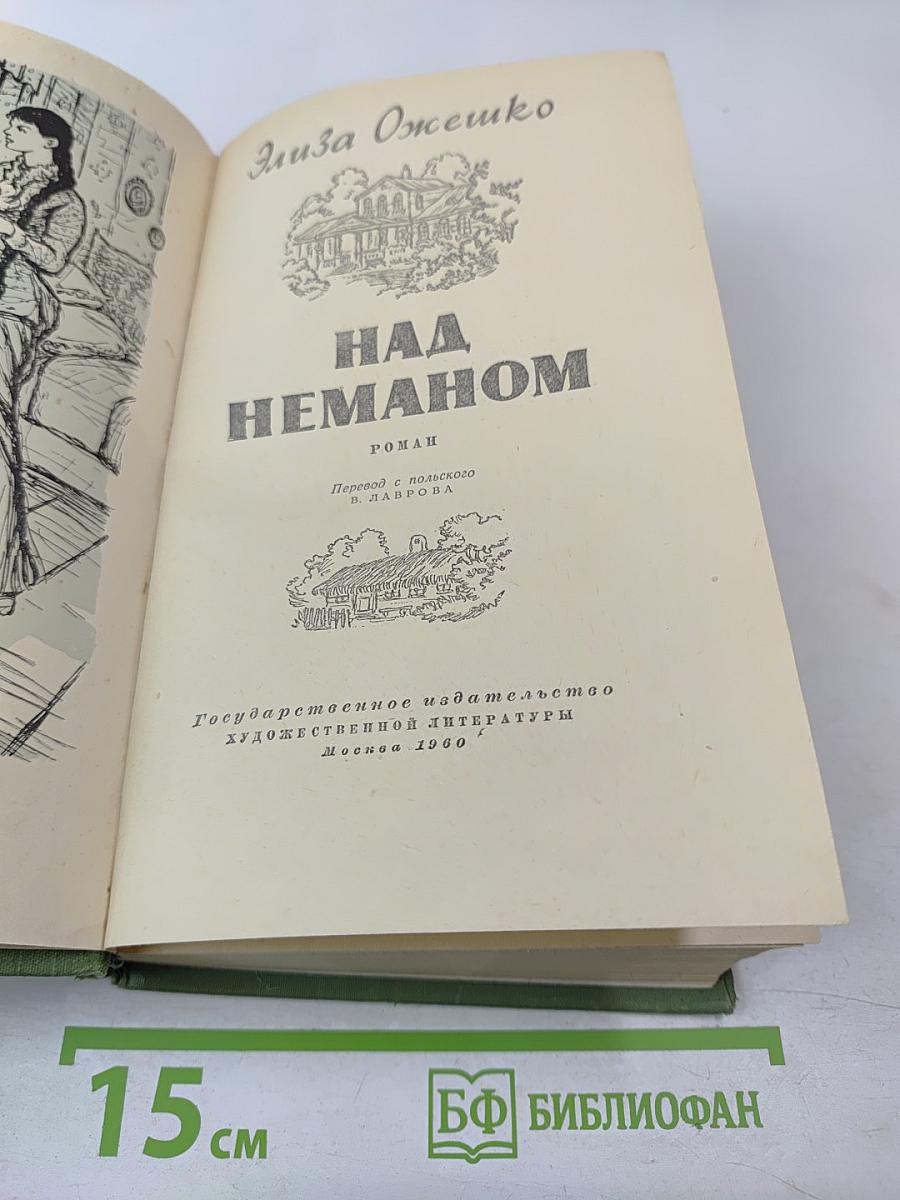 Элиза Ожешко
НАД
НЕМАНОМ
РОМАН
Перевод с польского
В. ЛАВРОВА
Государственное издательство
ХУДОЖЕСТВЕННОЙ ЛИТЕРАТУРЫ
Москва 1960
15 см
БФ БИБЛИОФАН